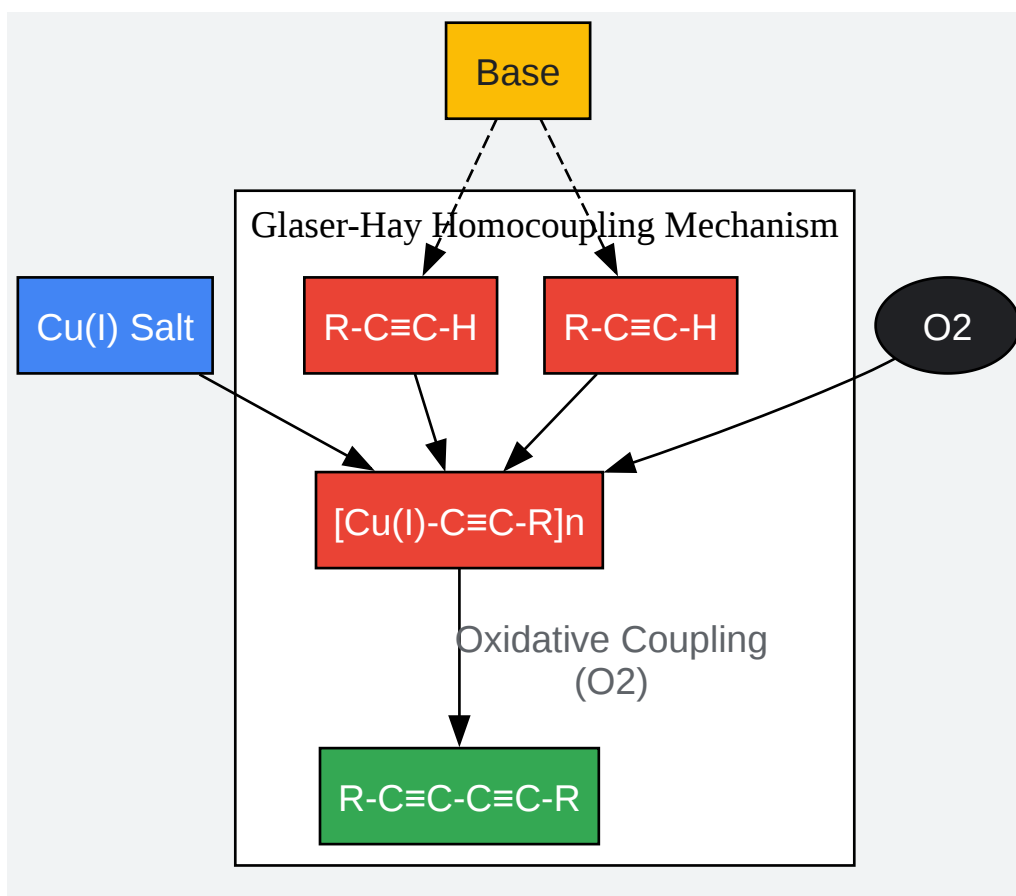 Base
Glaser-Hay Homocoupling Mechanism
Cu(I) Salt
R-C≡C-H
R-C≡C-H
O2
[Cu(I)-C≡C-R]n
Oxidative Coupling
(O2)
R-C≡C-C≡C-R